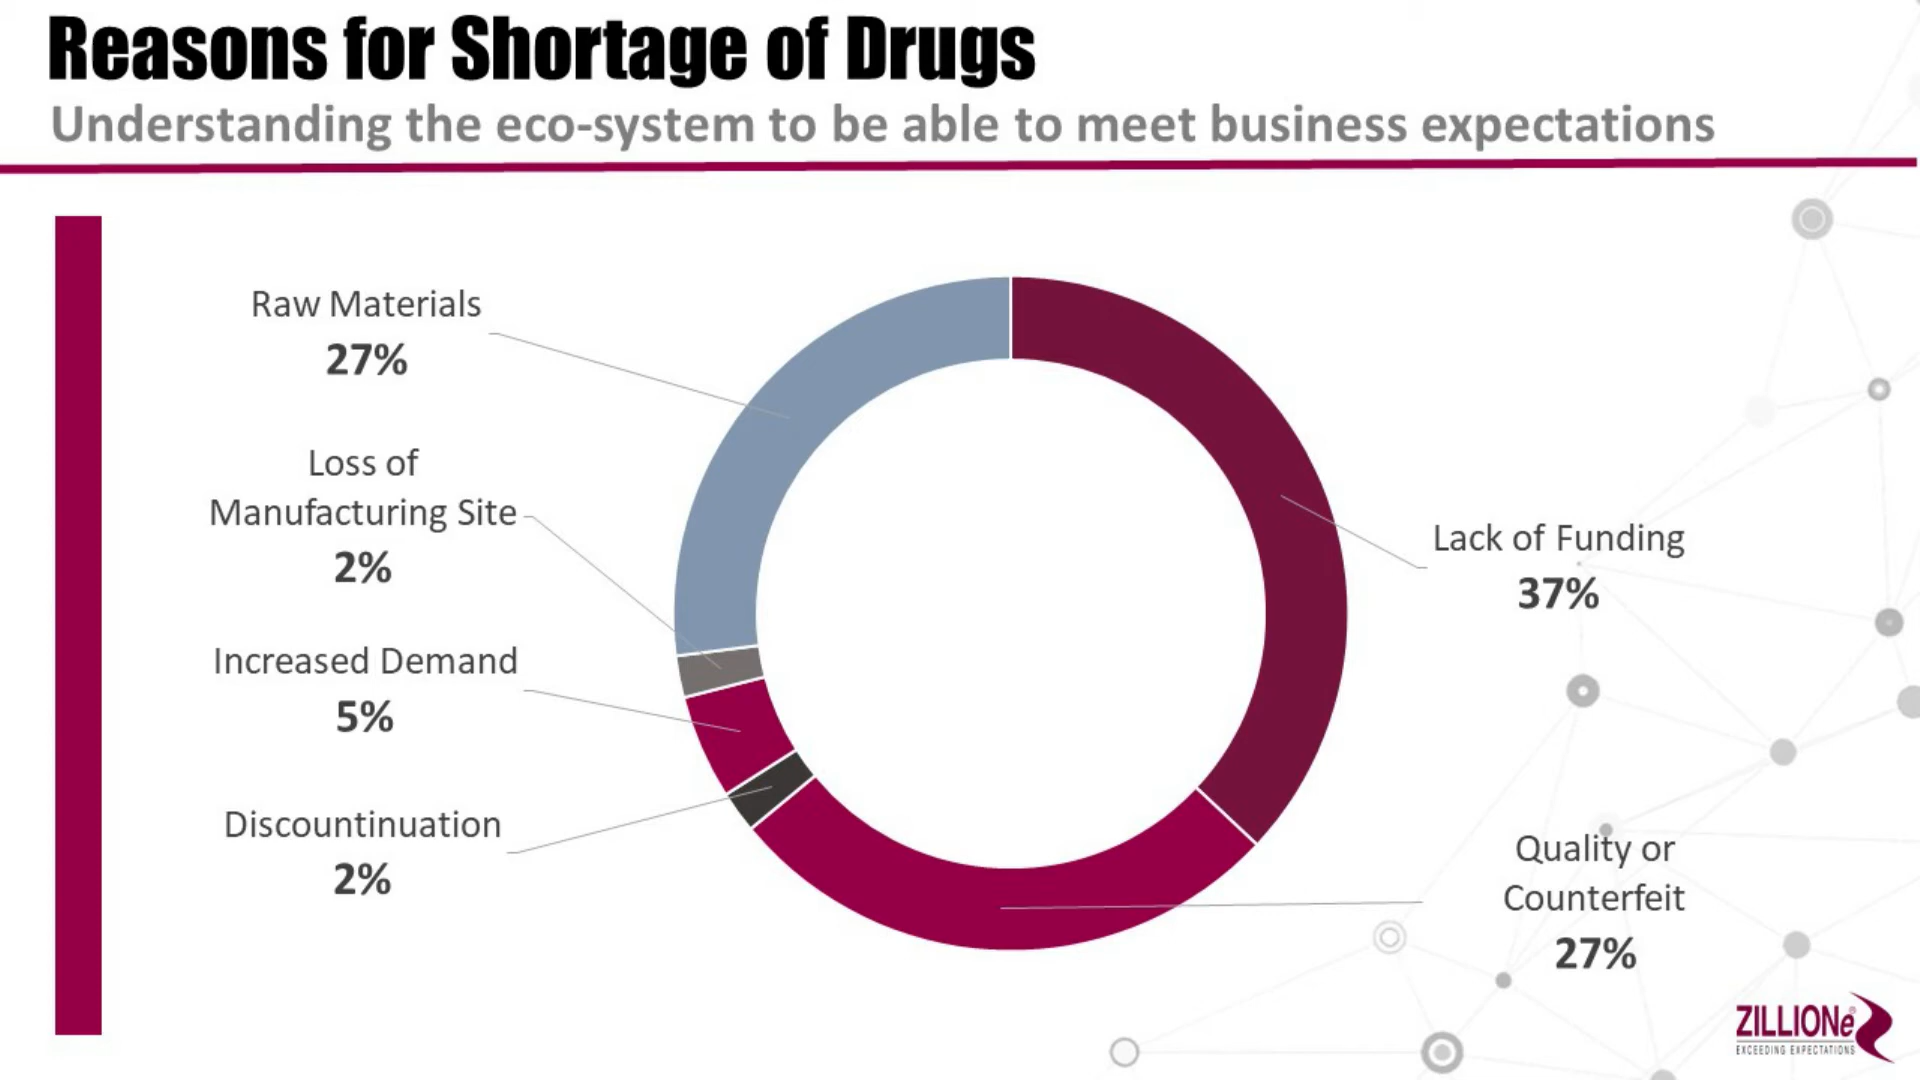 Reasons for Shortage of Drugs
Understanding the eco-system to be able to meet business expectations
Raw Materials
27%
Loss of
Manufacturing Site
2%
Increased Demand
5%
Discountinuation
2%
Lack of Funding
37%
Quality or
Counterfeit
27%
ZILLIONe®
EXCEEDING EXPECTATIONS